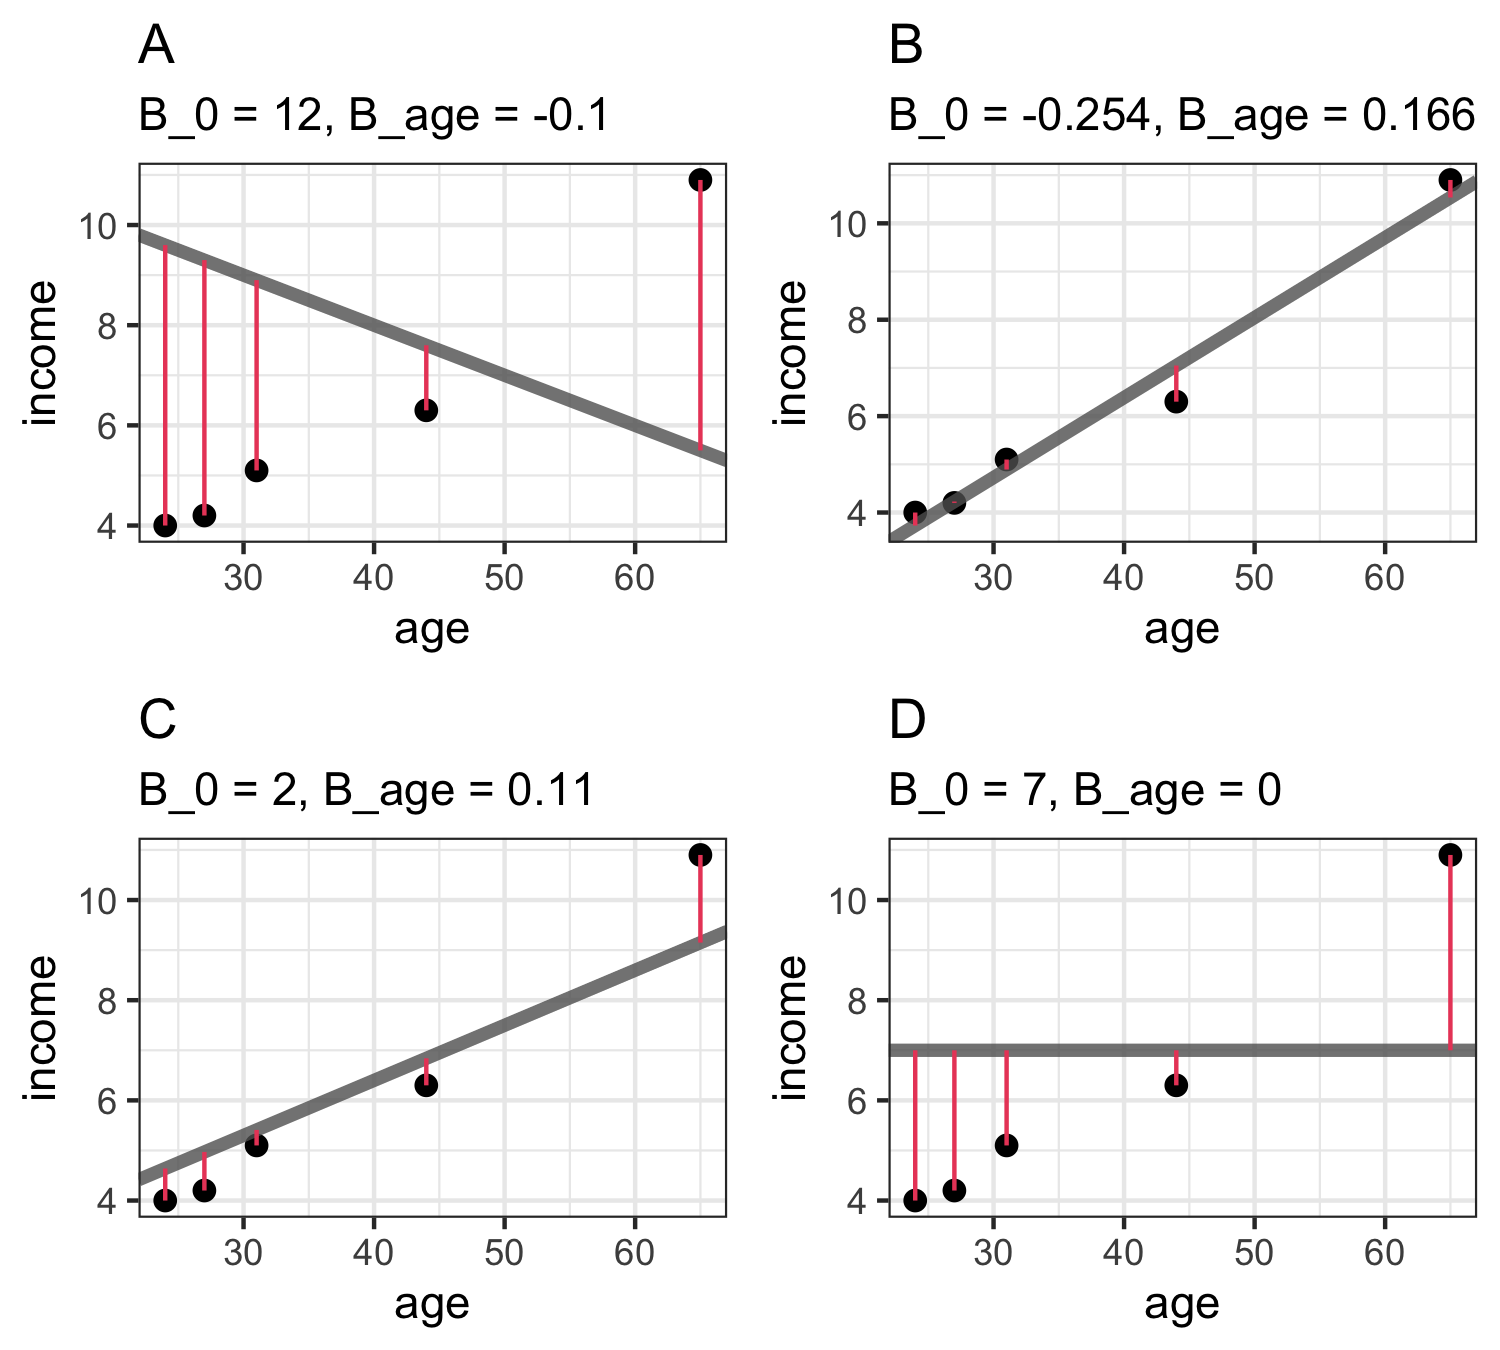 A
B_0 = 12, B_age = -0.1
10
8
6
4
income
30 40 50 60
age
B
B_0 = -0.254, B_age = 0.166
10
8
6
4
income
30 40 50 60
age
C
B_0 = 2, B_age = 0.11
10
8
6
4
income
30 40 50 60
age
D
B_0 = 7, B_age = 0
10
8
6
4
income
30 40 50 60
age